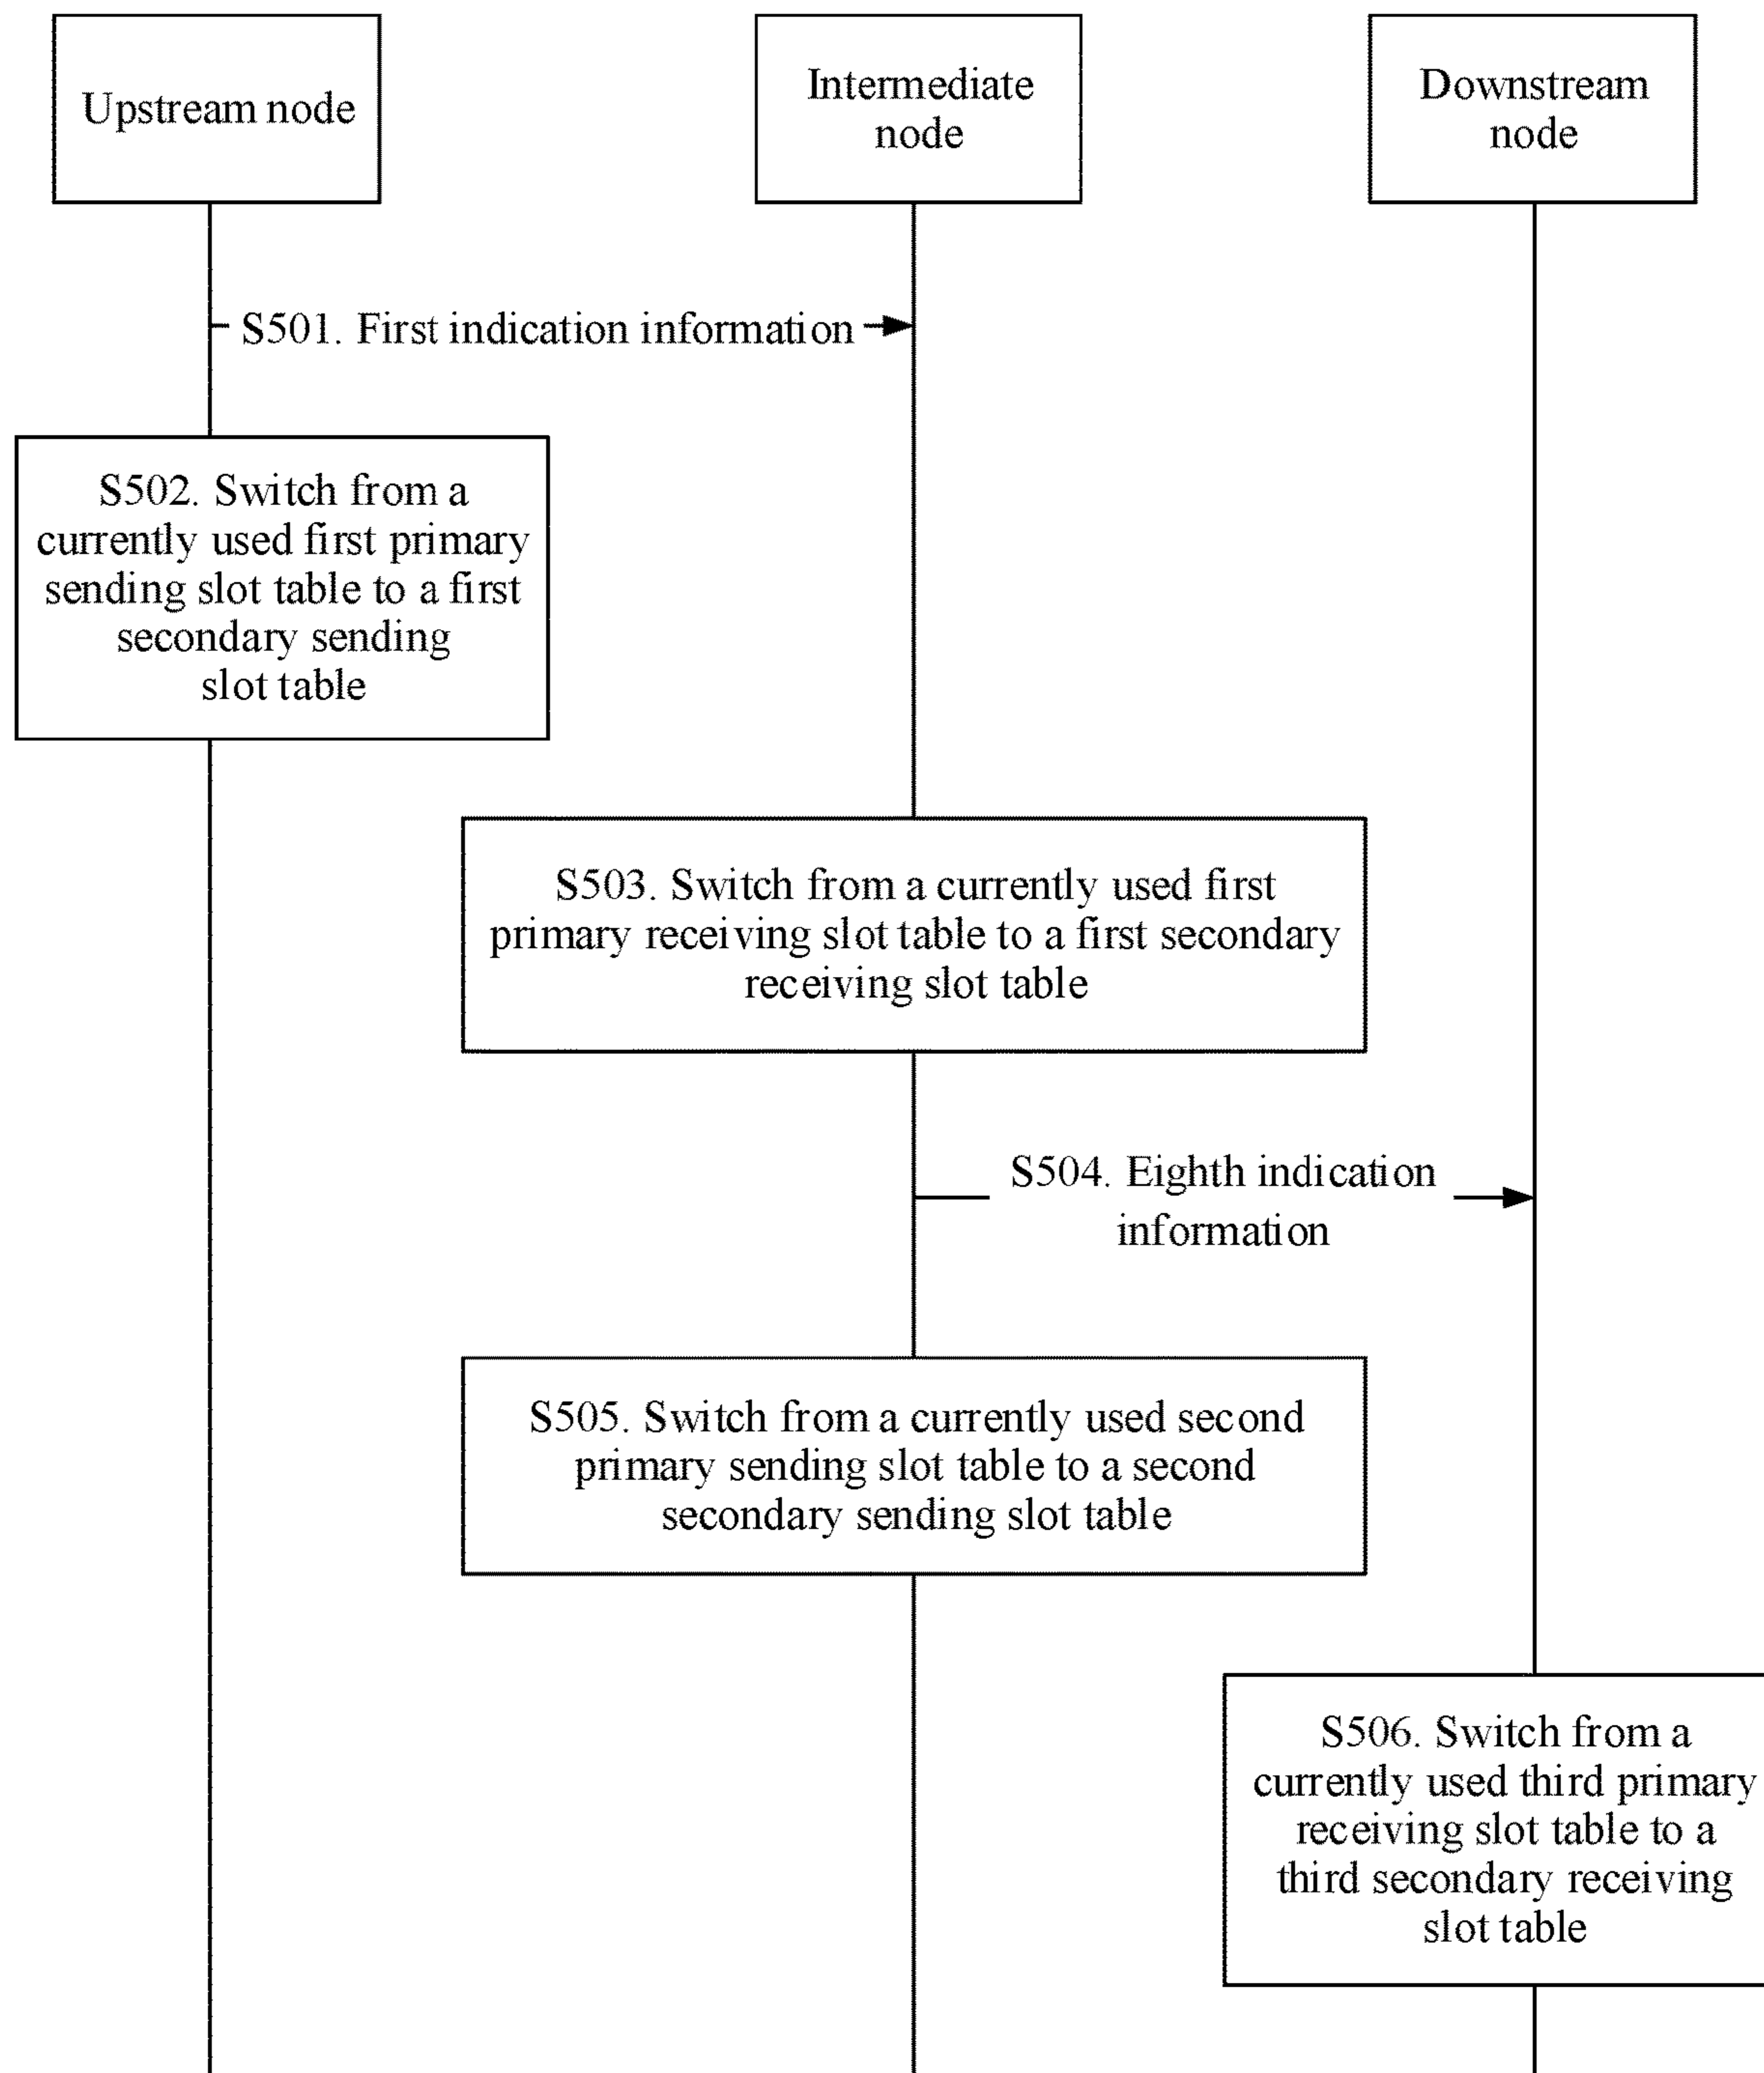 Upstream node
Intermediate
node
Downstream
node
S501. First indication information
S502. Switch from a
currently used first primary
sending slot table to a first
secondary sending
slot table
S503. Switch from a currently used first
primary receiving slot table to a first secondary
receiving slot table
S504. Eighth indication
information
S505. Switch from a currently used second
primary sending slot table to a second
secondary sending slot table
S506. Switch from a
currently used third primary
receiving slot table to a
third secondary receiving
slot table